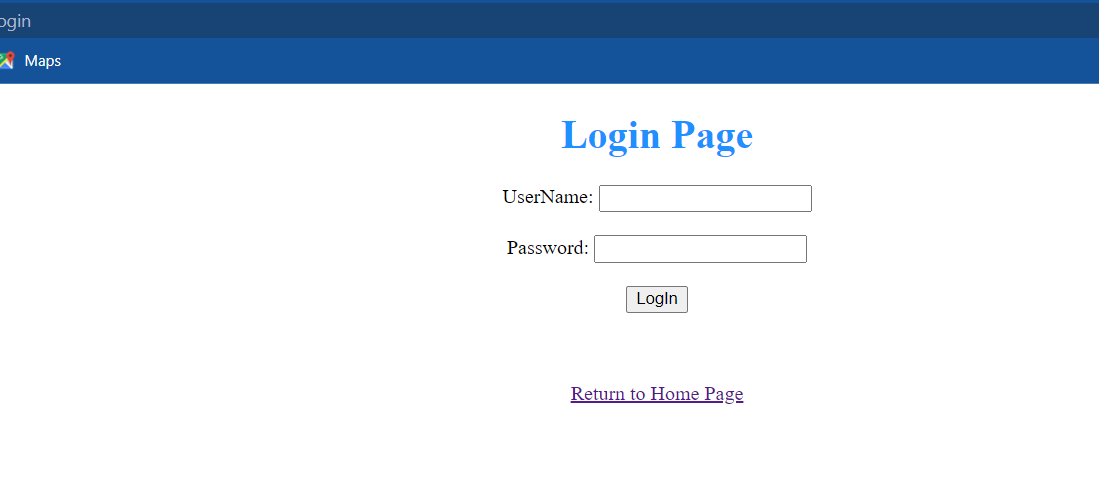 ogin
Maps
Login Page
UserName:
Password:
LogIn
Return to Home Page